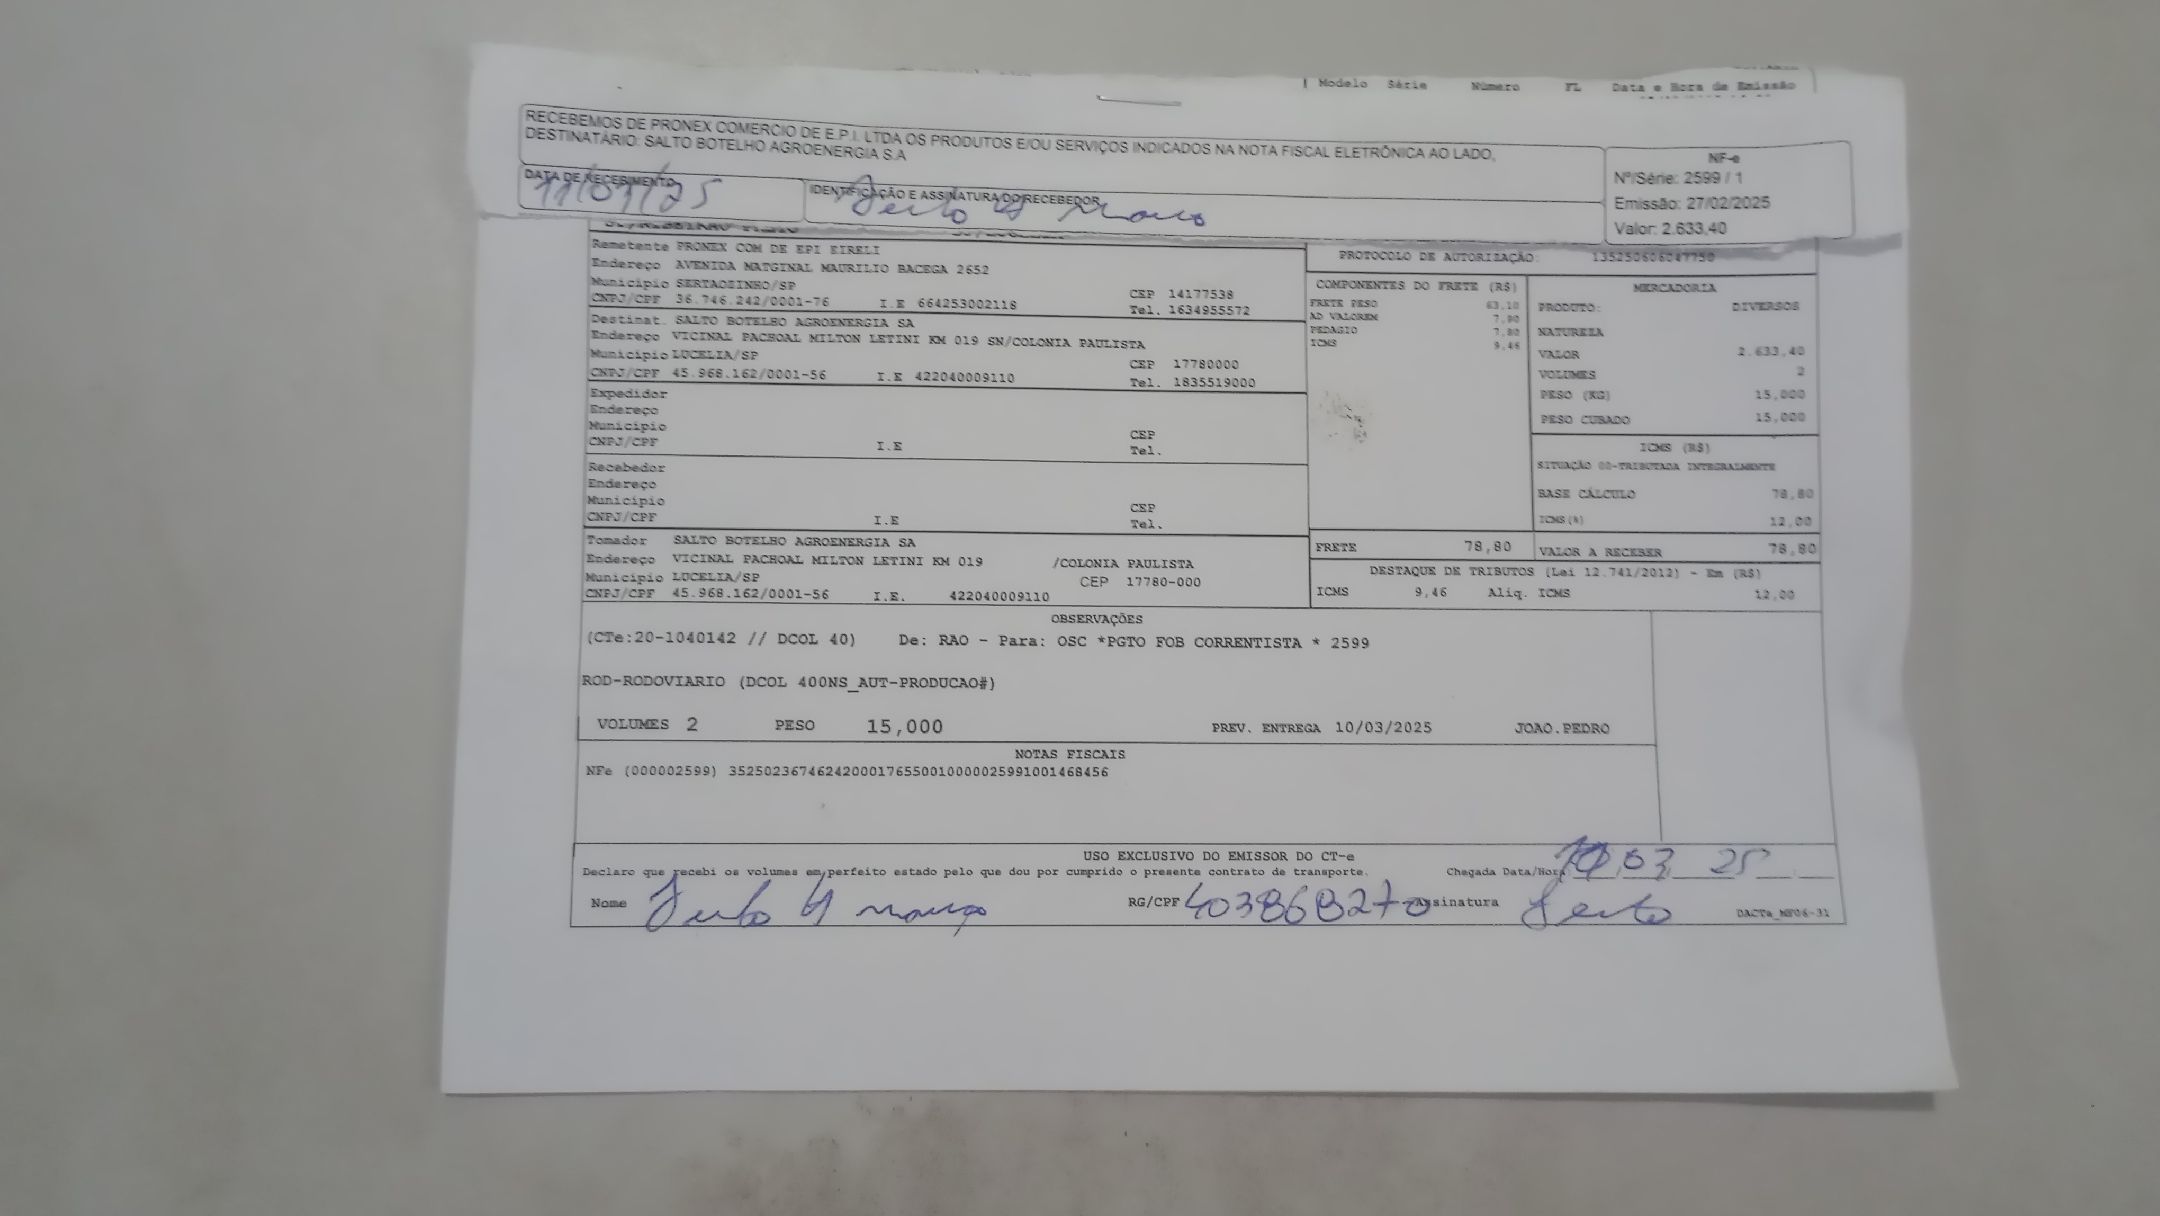 Modelo Série Número FL Data e Hora de Emissão
RECEBEMOS DE PRONEX COMERCIO DE E.P.I. LTDA OS PRODUTOS E/OU SERVIÇOS INDICADOS NA NOTA FISCAL ELETRÔNICA AO LADO,
DESTINATÁRIO: SALTO BOTELHO AGROENERGIA S.A
NF-e
Nº/Série: 2599 / 1
Emissão: 27/02/2025
Valor: 2.633,40
DATA DE RECEBIMENTO
IDENTIFICAÇÃO E ASSINATURA DO RECEBEDOR
Remetente PRONEX COM DE EPI EIRELI
Endereço AVENIDA MATGINAL MAURILIO BACEGA 2652
Município SERTAOZINHO/SP CEP 14177538
CNPJ/CPF 36.746.242/0001-76 I.E 664253002118 Tel. 1634955572
Destinat. SALTO BOTELHO AGROENERGIA SA
Endereço VICINAL PACHOAL MILTON LETINI KM 019 SN/COLONIA PAULISTA
Município LUCELIA/SP CEP 17780000
CNPJ/CPF 45.968.162/0001-56 I.E 422040009110 Tel. 1835519000
Expedidor
Endereço
Município CEP
CNPJ/CPF I.E Tel.
Recebedor
Endereço
Município CEP
CNPJ/CPF I.E Tel.
Tomador SALTO BOTELHO AGROENERGIA SA
Endereço VICINAL PACHOAL MILTON LETINI KM 019 /COLONIA PAULISTA
Município LUCELIA/SP CEP 17780-000
CNPJ/CPF 45.968.162/0001-56 I.E. 422040009110
PROTOCOLO DE AUTORIZAÇÃO:
COMPONENTES DO FRETE (R$)
FRETE PESO 63,10
AD VALOREM
PEDAGIO
ICMS 9,46
MERCADORIA
PRODUTO: DIVERSOS
NATUREZA
VALOR 2.633,40
VOLUMES 2
PESO (KG) 15,000
PESO CUBADO 15,000
ICMS (R$)
SITUAÇÃO 00-TRIBUTADA INTEGRALMENTE
BASE CÁLCULO 78,80
ICMS(%) 12,00
FRETE 78,80 VALOR A RECEBER 78,80
DESTAQUE DE TRIBUTOS (Lei 12.741/2012) - Em (R$)
ICMS 9,46 Aliq. ICMS 12,00
OBSERVAÇÕES
(CTe:20-1040142 // DCOL 40) De: RAO - Para: OSC *PGTO FOB CORRENTISTA * 2599
ROD-RODOVIARIO (DCOL 400NS_AUT-PRODUCAO#)
VOLUMES 2 PESO 15,000 PREV. ENTREGA 10/03/2025 JOAO.PEDRO
NOTAS FISCAIS
NFe (000002599) 35250236746242000176550010000025991001468456
USO EXCLUSIVO DO EMISSOR DO CT-e
Declaro que recebi os volumes em perfeito estado pelo que dou por cumprido o presente contrato de transporte. Chegada Data/Hora 03 25
Nome RG/CPF 403868270 Assinatura
DACTe_MF06-31